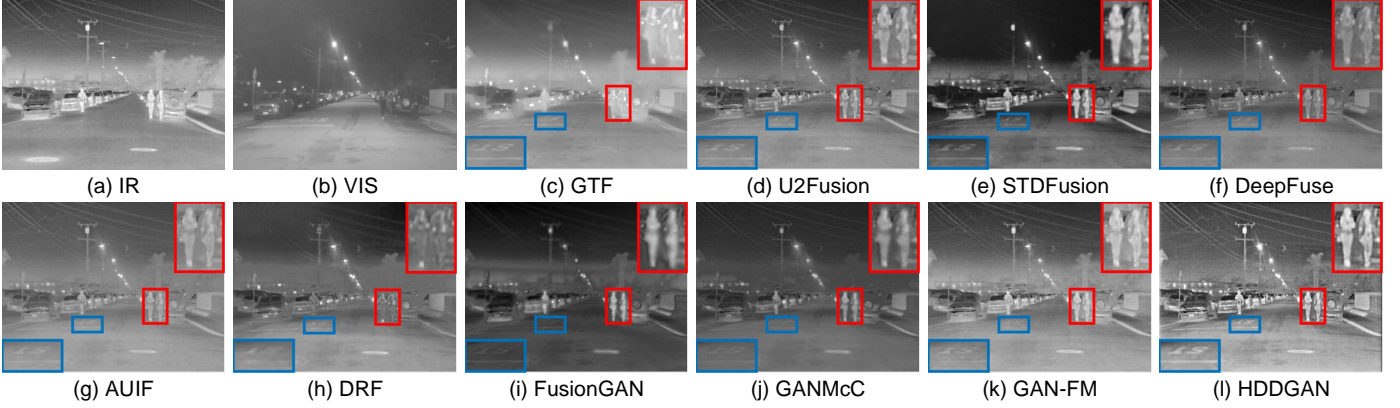 (a) IR
(b) VIS
(c) GTF
(d) U2Fusion
(e) STDFusion
(f) DeepFuse
(g) AUIF
(h) DRF
(i) FusionGAN
(j) GANMcC
(k) GAN-FM
(l) HDDGAN